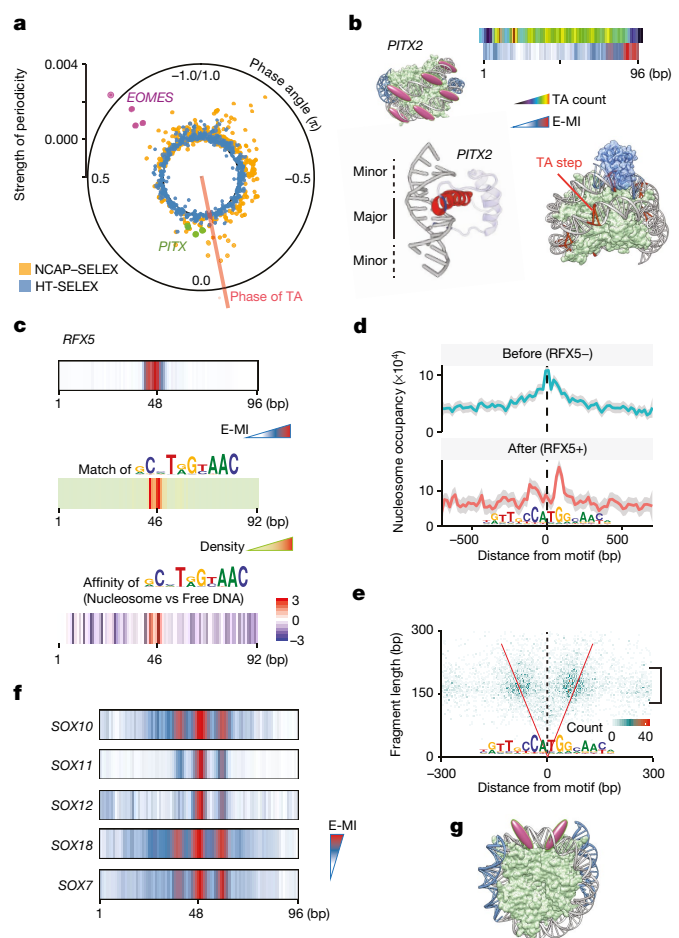 a
0.004
0.000
Strength of periodicity
−1.0/1.0
Phase angle (π)
EOMES
0.5
−0.5
PITX
0.0
NCAP–SELEX
HT-SELEX
Phase of TA
b
PITX2
1
96 (bp)
TA count
E-MI
PITX2
Minor
Major
Minor
TA step
c
RFX5
1
48
96 (bp)
E-MI
Match of
1
46
92 (bp)
Density
Affinity of
(Nucleosome vs Free DNA)
3
0
−3
1
46
92 (bp)
d
Before (RFX5−)
10
0
After (RFX5+)
10
0
Nucleosome occupancy (×10⁴)
−500
0
500
Distance from motif (bp)
e
300
150
0
Fragment length (bp)
Count
0
40
−300
0
300
Distance from motif (bp)
f
SOX10
SOX11
SOX12
SOX18
SOX7
1
48
96 (bp)
E-MI
g